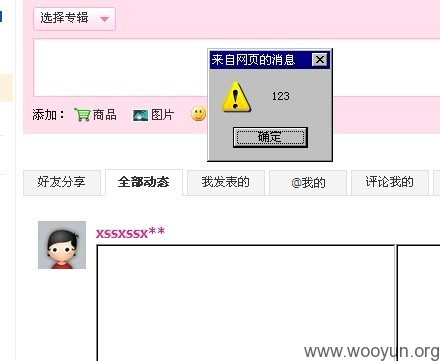 选择专辑
来自网页的消息
123
确定
添加： 商品 图片
好友分享 全部动态 我发表的 @我的 评论我的
xssxssx**
www.wooyun.org